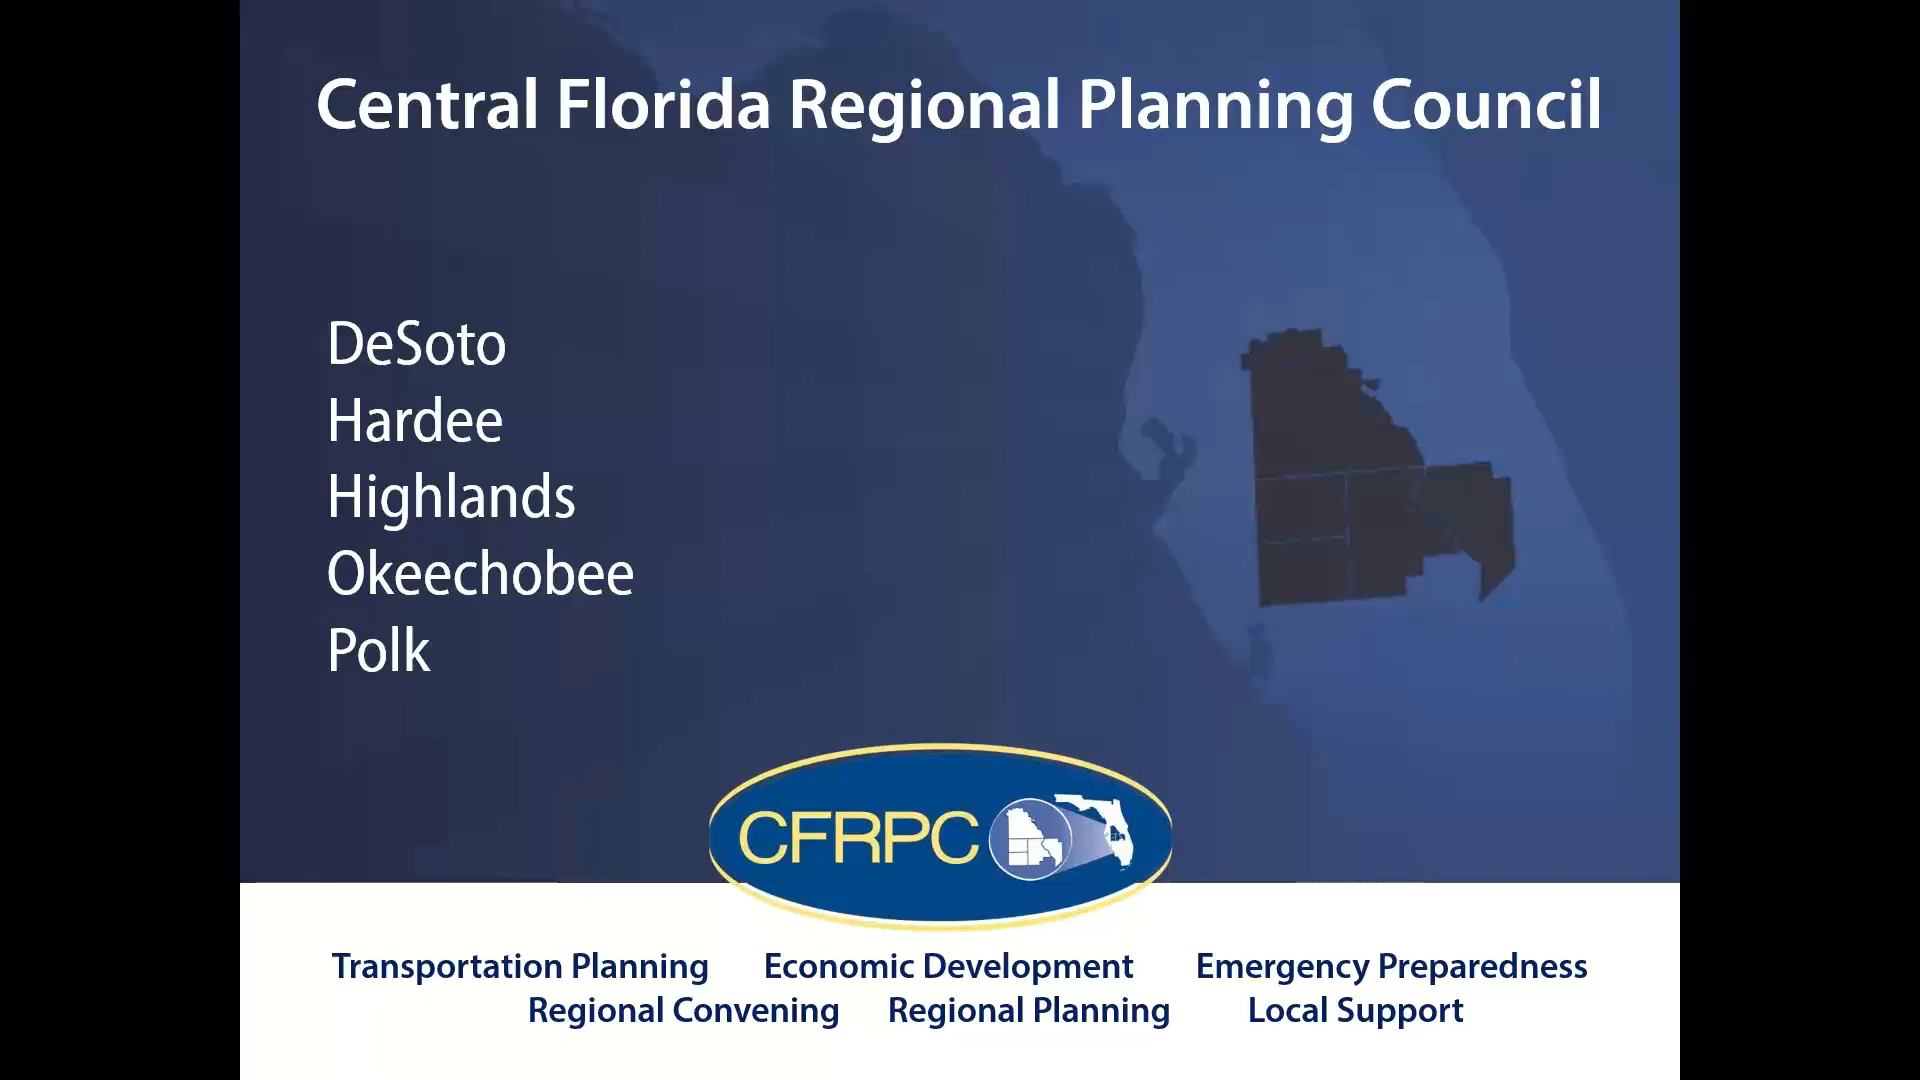 Central Florida Regional Planning Council
DeSoto
Hardee
Highlands
Okeechobee
Polk
CFRPC
Transportation Planning Economic Development Emergency Preparedness
Regional Convening Regional Planning Local Support